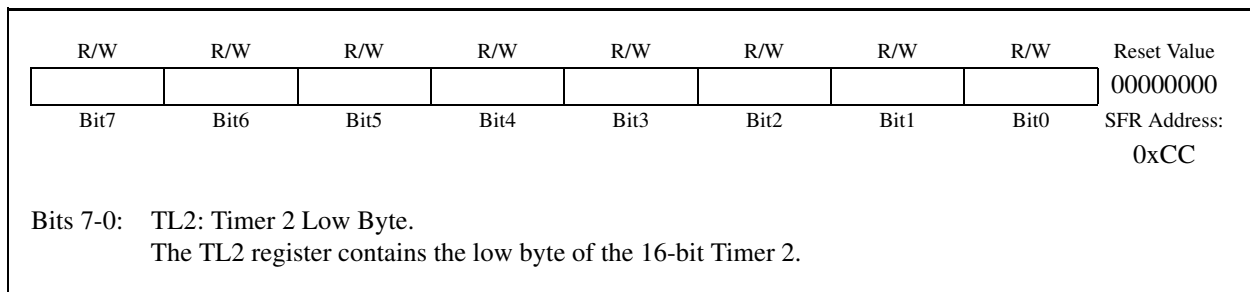 R/W R/W R/W R/W R/W R/W R/W R/W Reset Value
00000000
Bit7 Bit6 Bit5 Bit4 Bit3 Bit2 Bit1 Bit0 SFR Address:
0xCC
Bits 7-0: TL2: Timer 2 Low Byte.
The TL2 register contains the low byte of the 16-bit Timer 2.